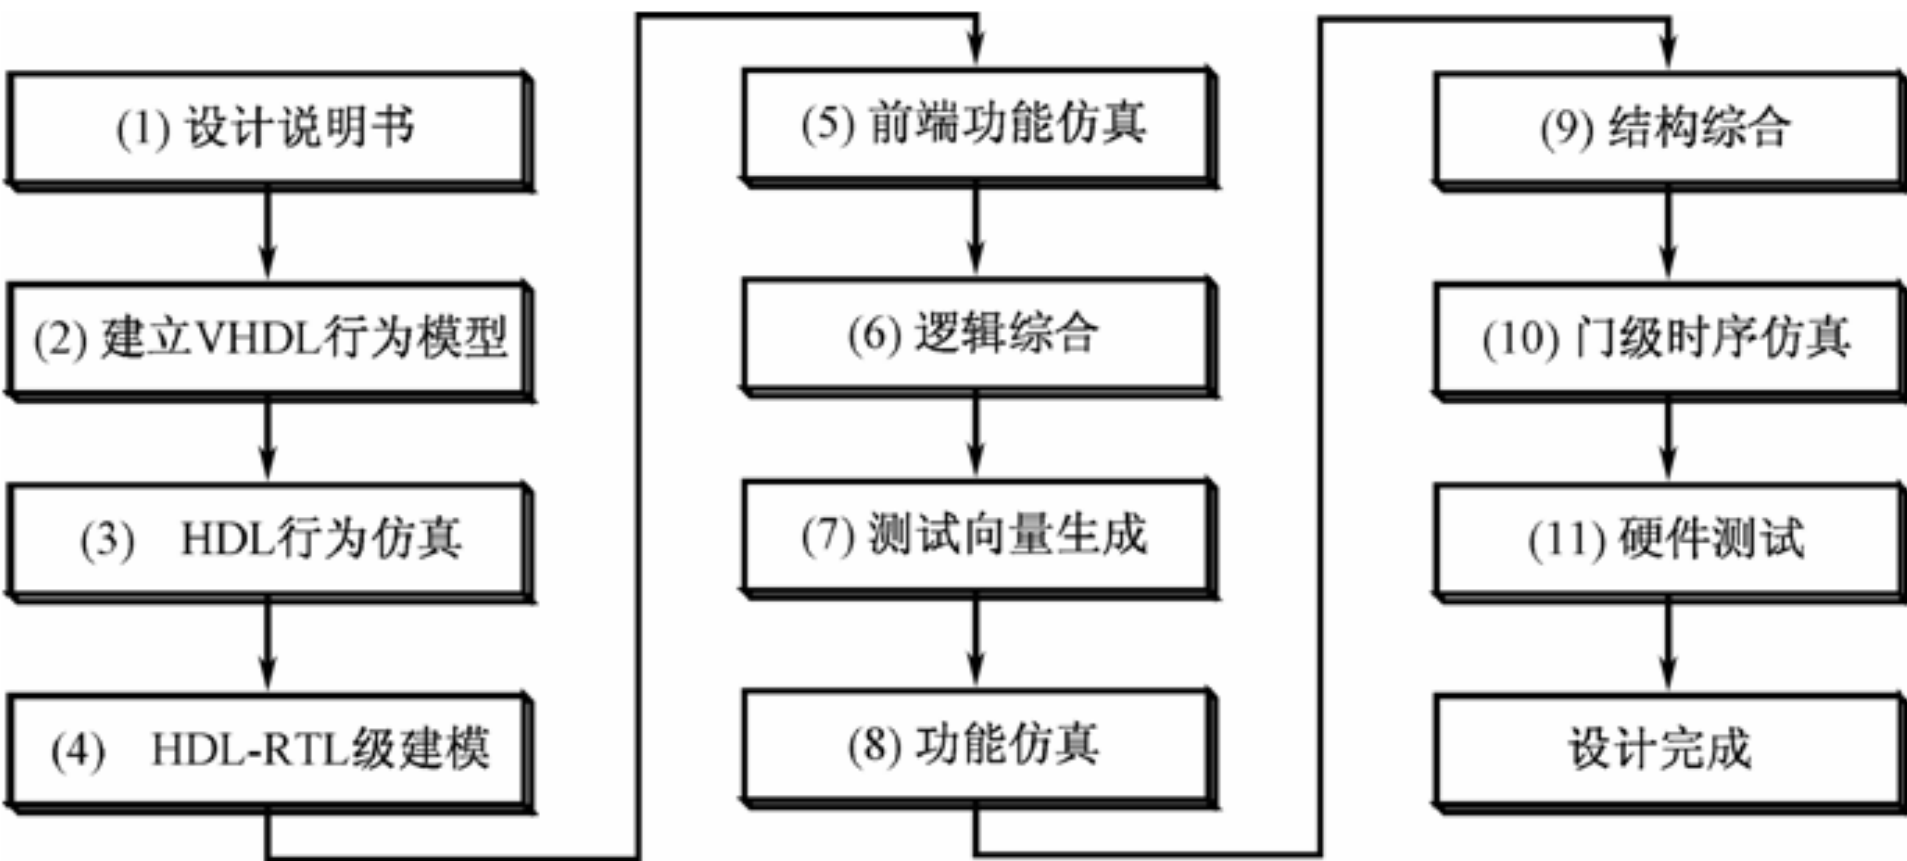 (1) 设计说明书
(2) 建立VHDL行为模型
(3) HDL行为仿真
(4) HDL-RTL级建模
(5) 前端功能仿真
(6) 逻辑综合
(7) 测试向量生成
(8) 功能仿真
(9) 结构综合
(10) 门级时序仿真
(11) 硬件测试
设计完成